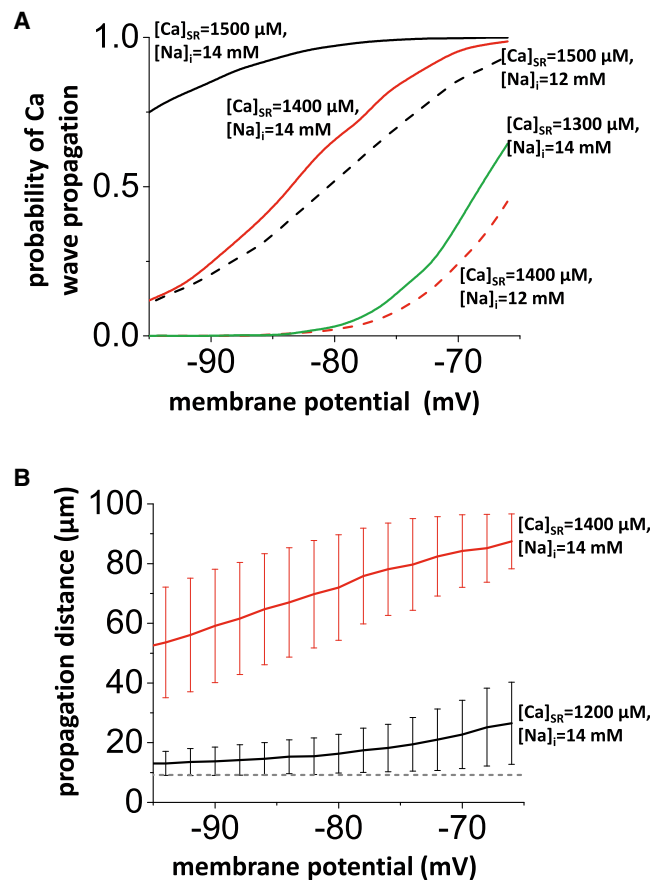 A
[Ca]SR=1500 µM,
[Na]i=14 mM
[Ca]SR=1500 µM,
[Na]i=12 mM
[Ca]SR=1400 µM,
[Na]i=14 mM
[Ca]SR=1300 µM,
[Na]i=14 mM
[Ca]SR=1400 µM,
[Na]i=12 mM
probability of Ca
wave propagation
1.0
0.5
0.0
-90 -80 -70
membrane potential (mV)
B
propagation distance (µm)
100
80
60
40
20
0
[Ca]SR=1400 µM,
[Na]i=14 mM
[Ca]SR=1200 µM,
[Na]i=14 mM
-90 -80 -70
membrane potential (mV)